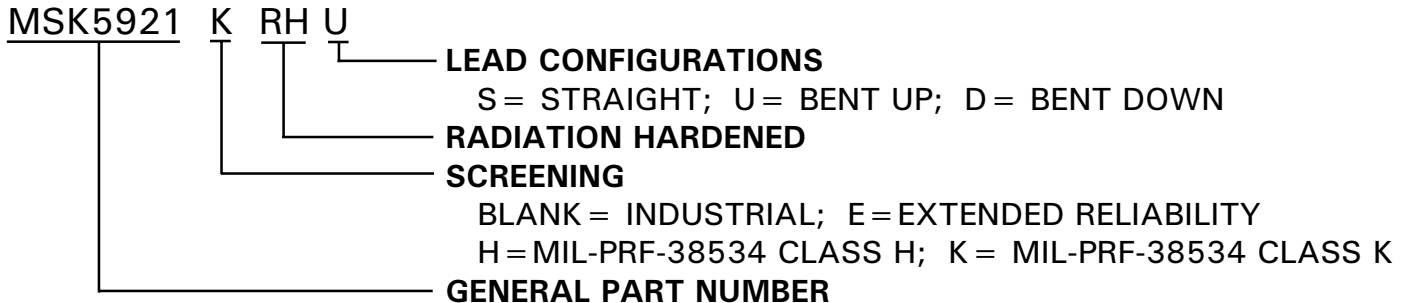 MSK5921 K RH U
LEAD CONFIGURATIONS
S= STRAIGHT; U= BENT UP; D= BENT DOWN
RADIATION HARDENED
SCREENING
BLANK= INDUSTRIAL; E=EXTENDED RELIABILITY
H=MIL-PRF-38534 CLASS H; K= MIL-PRF-38534 CLASS K
GENERAL PART NUMBER